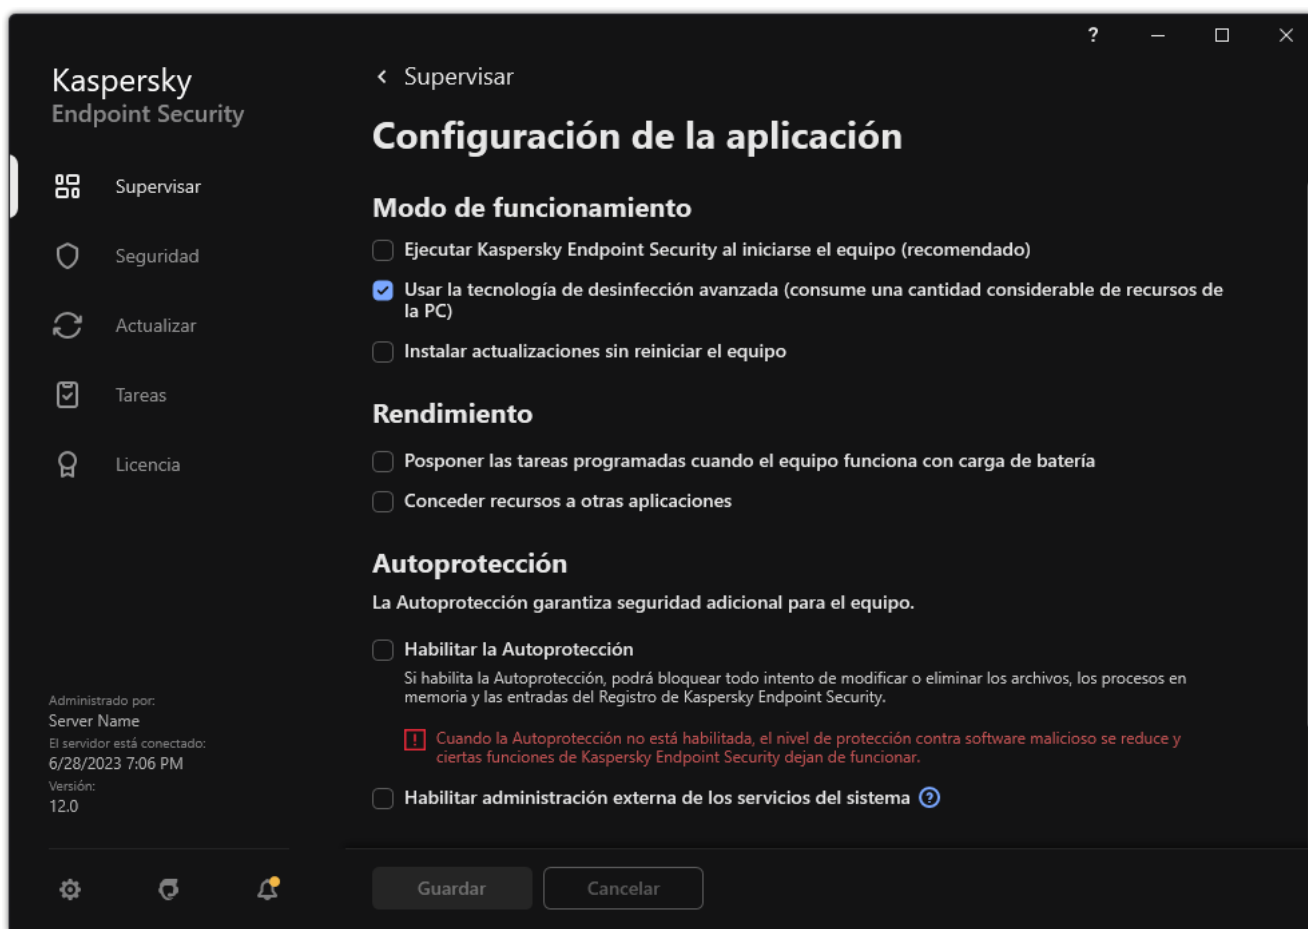 ?
Kaspersky
Endpoint Security
Supervisar
Seguridad
Actualizar
Tareas
Licencia
Administrado por:
Server Name
El servidor está conectado:
6/28/2023 7:06 PM
Versión:
12.0
Supervisar
Configuración de la aplicación
Modo de funcionamiento
Ejecutar Kaspersky Endpoint Security al iniciarse el equipo (recomendado)
Usar la tecnología de desinfección avanzada (consume una cantidad considerable de recursos de
la PC)
Instalar actualizaciones sin reiniciar el equipo
Rendimiento
Posponer las tareas programadas cuando el equipo funciona con carga de batería
Conceder recursos a otras aplicaciones
Autoprotección
La Autoprotección garantiza seguridad adicional para el equipo.
Habilitar la Autoprotección
Si habilita la Autoprotección, podrá bloquear todo intento de modificar o eliminar los archivos, los procesos en
memoria y las entradas del Registro de Kaspersky Endpoint Security.
Cuando la Autoprotección no está habilitada, el nivel de protección contra software malicioso se reduce y
ciertas funciones de Kaspersky Endpoint Security dejan de funcionar.
Habilitar administración externa de los servicios del sistema ?
Guardar
Cancelar